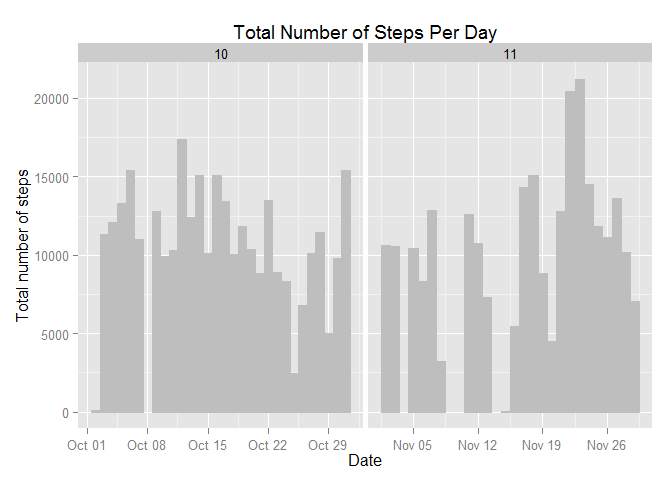 Total Number of Steps Per Day
10 11
Total number of steps
20000
15000
10000
5000
0
Oct 01 Oct 08 Oct 15 Oct 22 Oct 29 Nov 05 Nov 12 Nov 19 Nov 26
Date